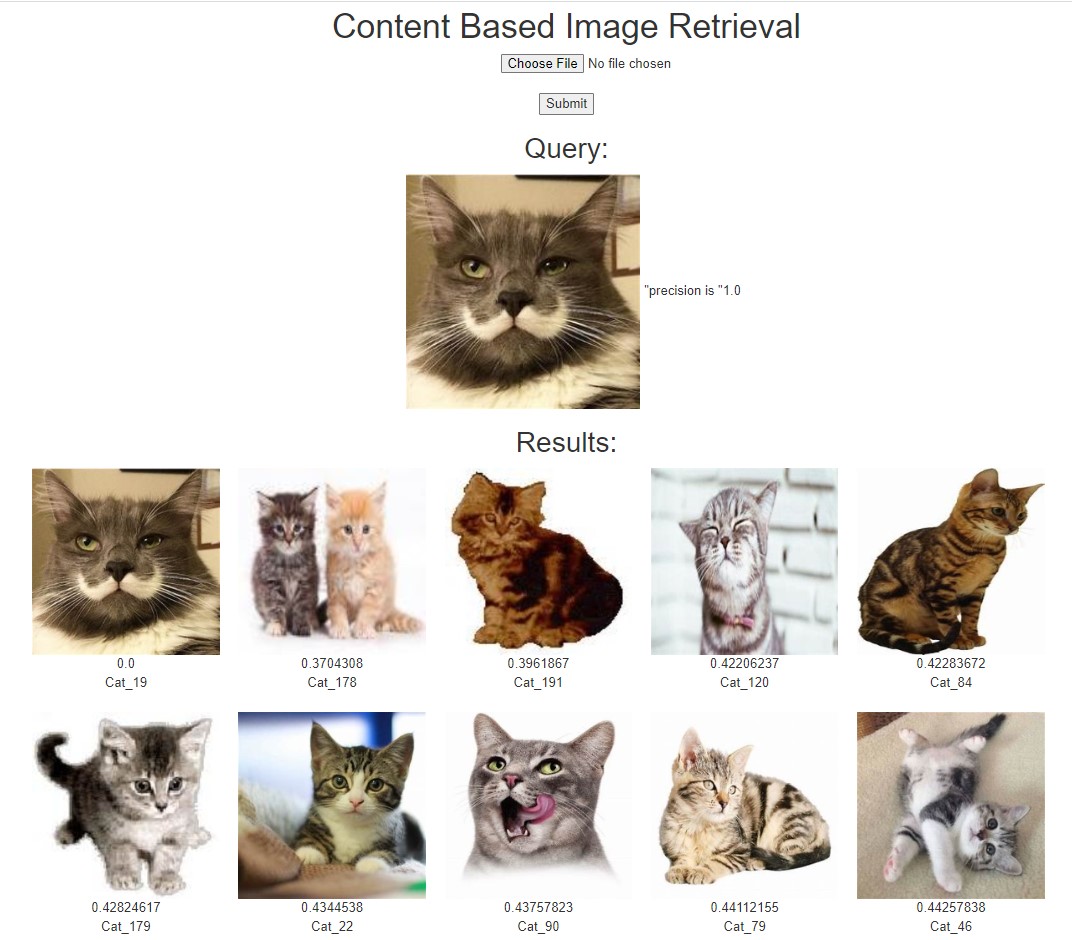 Content Based Image Retrieval
Choose File No file chosen
Submit
Query:
"precision is "1.0
Results:
0.0 0.3704308 0.3961867 0.42206237 0.42283672
Cat_19 Cat_178 Cat_191 Cat_120 Cat_84
0.42824617 0.4344538 0.43757823 0.44112155 0.44257838
Cat_179 Cat_22 Cat_90 Cat_79 Cat_46